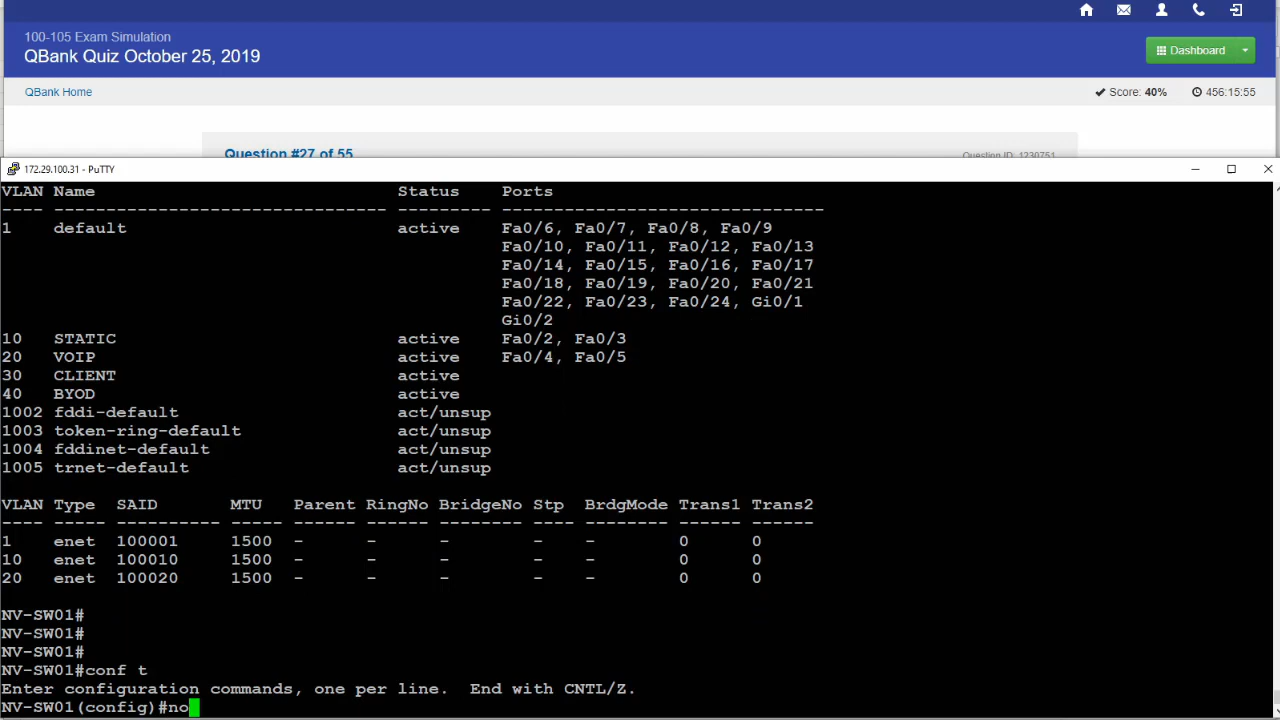 100-105 Exam Simulation
QBank Quiz October 25, 2019
Dashboard
QBank Home
Score: 40%
456:15:55
Question #27 of 55
Question ID: 1230751
172.29.100.31 - PuTTY
VLAN Name                             Status    Ports
---- -------------------------------- --------- -------------------------------
1    default                          active    Fa0/6, Fa0/7, Fa0/8, Fa0/9
                                                Fa0/10, Fa0/11, Fa0/12, Fa0/13
                                                Fa0/14, Fa0/15, Fa0/16, Fa0/17
                                                Fa0/18, Fa0/19, Fa0/20, Fa0/21
                                                Fa0/22, Fa0/23, Fa0/24, Gi0/1
                                                Gi0/2
10   STATIC                           active    Fa0/2, Fa0/3
20   VOIP                             active    Fa0/4, Fa0/5
30   CLIENT                           active
40   BYOD                             active
1002 fddi-default                     act/unsup
1003 token-ring-default               act/unsup
1004 fddinet-default                  act/unsup
1005 trnet-default                    act/unsup
VLAN Type  SAID       MTU   Parent RingNo BridgeNo Stp  BrdgMode Trans1 Trans2
---- ----- ---------- ----- ------ ------ -------- ---- -------- ------ ------
1    enet  100001     1500  -      -      -        -    -        0      0
10   enet  100010     1500  -      -      -        -    -        0      0
20   enet  100020     1500  -      -      -        -    -        0      0
NV-SW01#
NV-SW01#
NV-SW01#
NV-SW01#conf t
Enter configuration commands, one per line.  End with CNTL/Z.
NV-SW01(config)#no